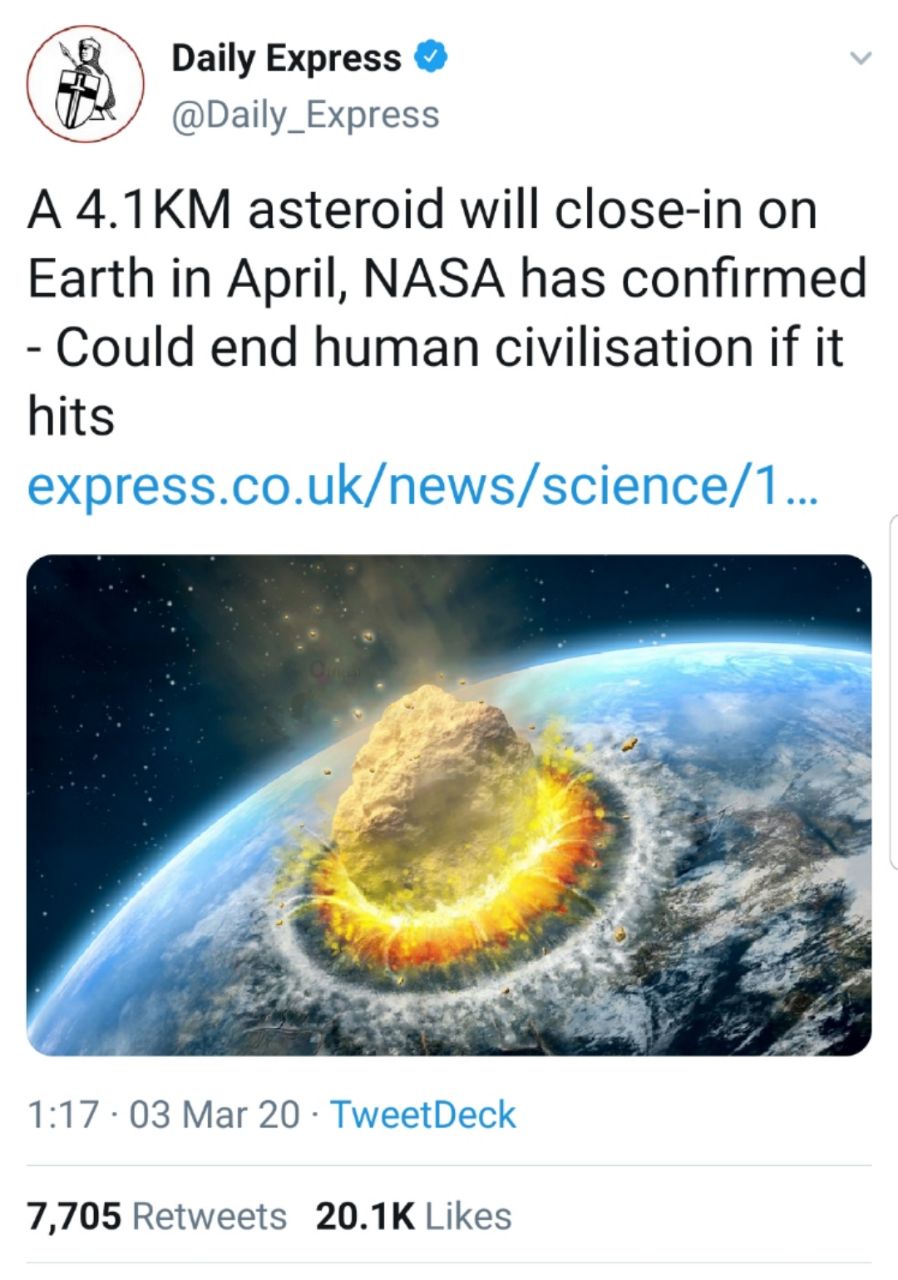 Daily Express
@Daily_Express
A 4.1KM asteroid will close-in on
Earth in April, NASA has confirmed
- Could end human civilisation if it
hits
express.co.uk/news/science/1...
1:17 · 03 Mar 20 · TweetDeck
7,705 Retweets 20.1K Likes